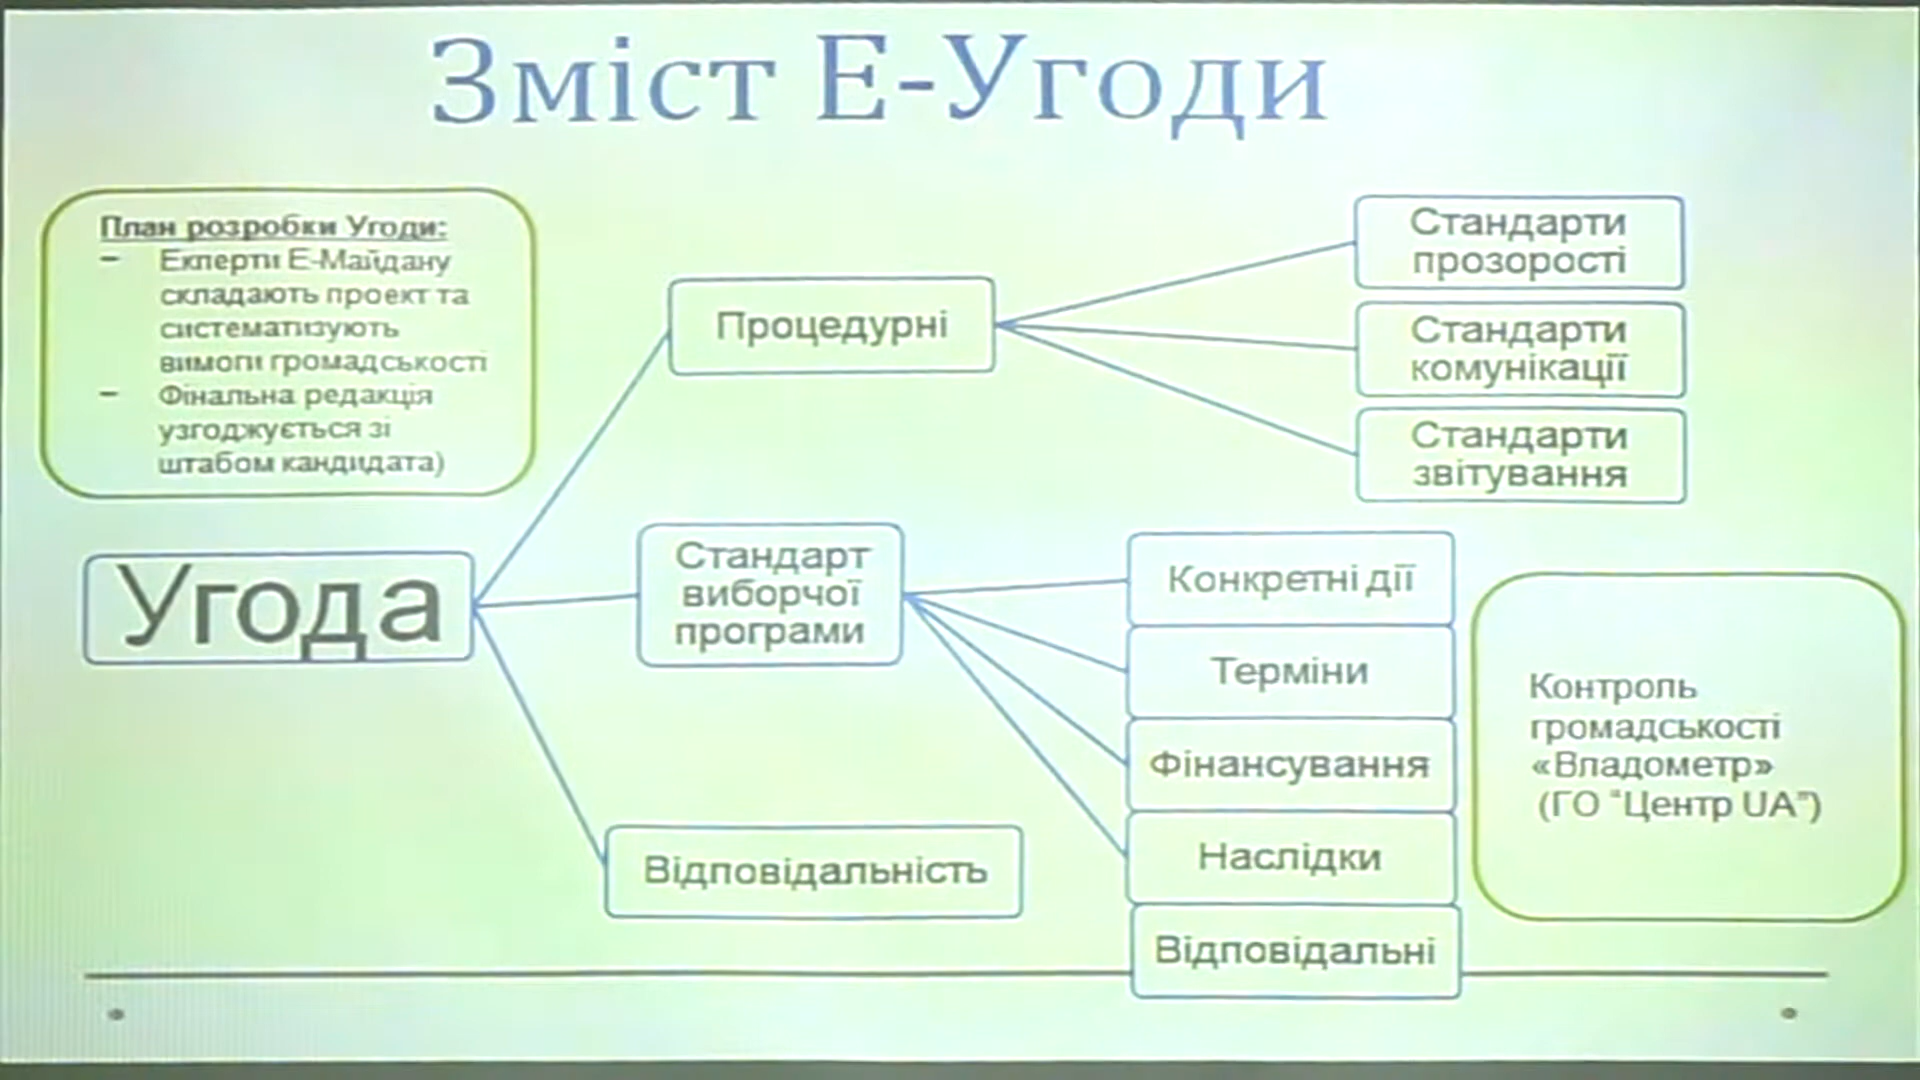 Зміст Е-Угоди
План розробки Угоди:
– Екперти Е-Майдану
складають проект та
систематизують
вимоги громадськості
– Фінальна редакція
узгоджується зі
штабом кандидата)
Угода
Процедурні
Стандарти
прозорості
Стандарти
комунікації
Стандарти
звітування
Стандарт
виборчої
програми
Конкретні дії
Терміни
Фінансування
Наслідки
Відповідальні
Відповідальність
Контроль
громадськості
«Владометр»
(ГО “Центр UA”)